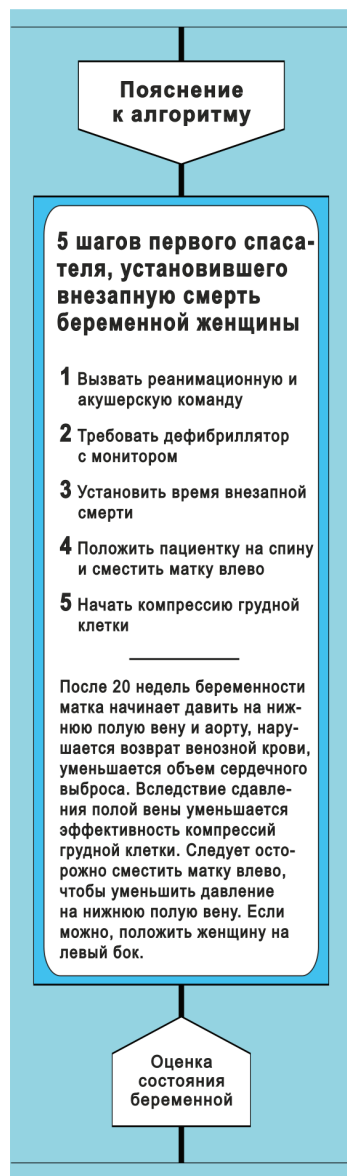 Пояснение
к алгоритму
5 шагов первого спаса-
теля, установившего
внезапную смерть
беременной женщины
1 Вызвать реанимационную и
акушерскую команду
2 Требовать дефибриллятор
с монитором
3 Установить время внезапной
смерти
4 Положить пациентку на спину
и сместить матку влево
5 Начать компрессию грудной
клетки
После 20 недель беременности
матка начинает давить на ниж-
нюю полую вену и аорту, нару-
шается возврат венозной крови,
уменьшается объем сердечного
выброса. Вследствие сдавле-
ния полой вены уменьшается
эффективность компрессий
грудной клетки. Следует осто-
рожно сместить матку влево,
чтобы уменьшить давление
на нижнюю полую вену. Если
можно, положить женщину на
левый бок.
Оценка
состояния
беременной